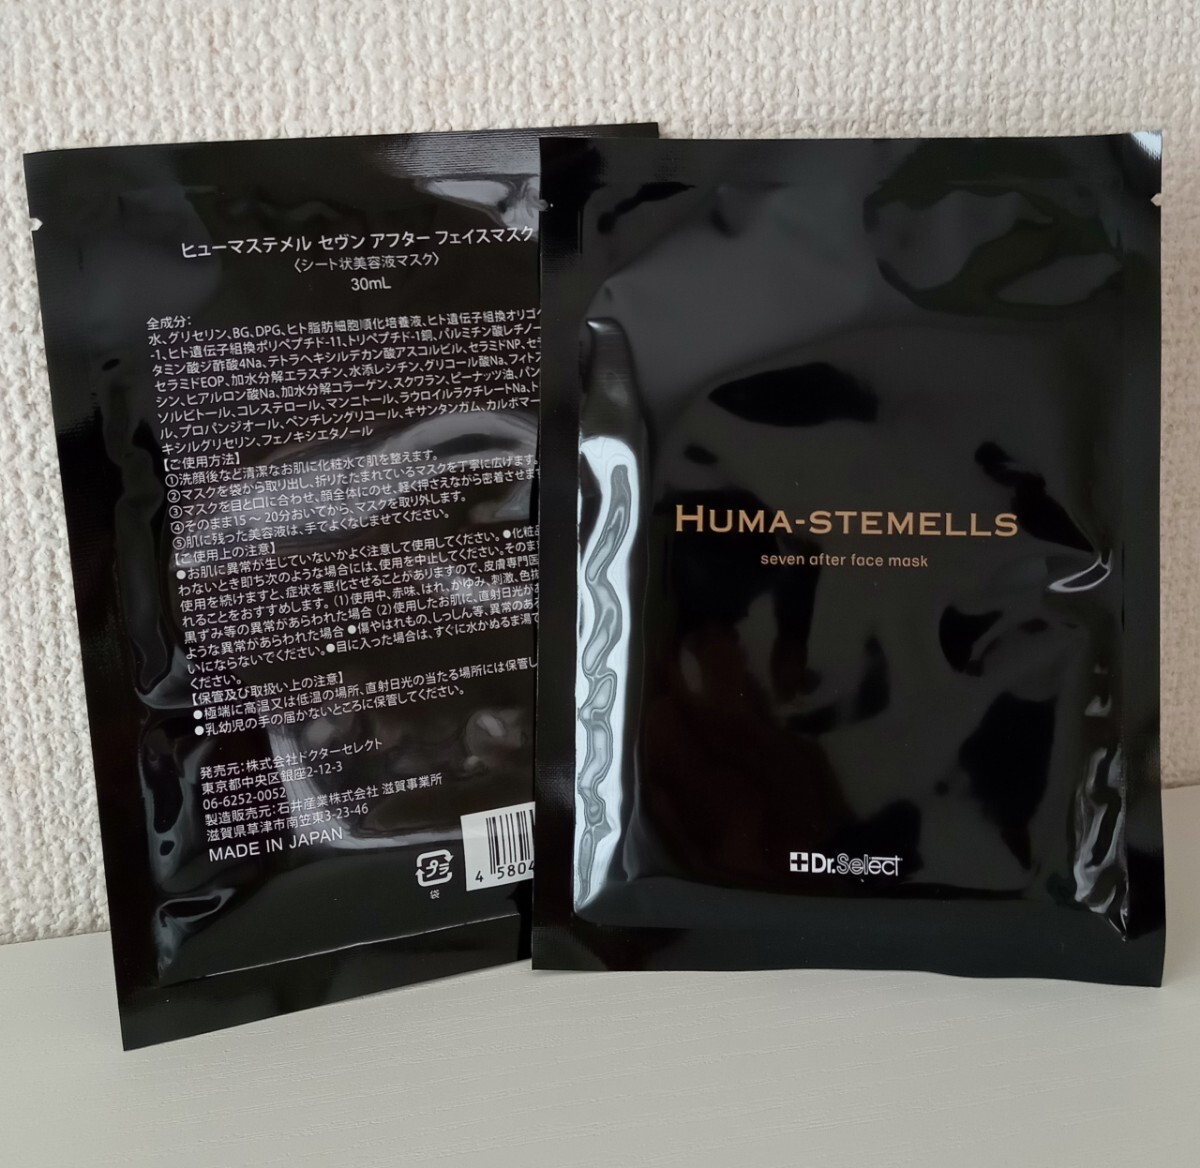 ヒューマステメル セヴン アフター フェイスマスク
〈シート状美容液マスク〉
30mL
全成分:
水、グリセリン、BG、DPG、ヒト脂肪細胞順化培養液、ヒト遺伝子組換オリゴペ
-1、ヒト遺伝子組換ポリペプチド-11、トリペプチド-1銅、パルミチン酸レチノー
タミン酸ジ酢酸4Na、テトラヘキシルデカン酸アスコルビル、セラミドNP、セラ
セラミドEOP、加水分解エラスチン、水添レシチン、グリコール酸Na、フィトス
シン、ヒアルロン酸Na、加水分解コラーゲン、スクワラン、ピーナッツ油、パン
ソルビトール、コレステロール、マンニトール、ラウロイルラクチレートNa、ト
ル、プロパンジオール、ペンチレングリコール、キサンタンガム、カルボマー
キシルグリセリン、フェノキシエタノール
【ご使用方法】
①洗顔後など清潔なお肌に化粧水で肌を整えます。
②マスクを袋から取り出し、折りたたまれているマスクを丁寧に広げます。
③マスクを目と口に合わせ、顔全体にのせ、軽く押さえながら密着させます
④そのまま15～20分おいてから、マスクを取り外します。
⑤肌に残った美容液は、手でよくなじませてください。
【ご使用上の注意】
●お肌に異常が生じていないかよく注意して使用してください。●化粧品
わないとき即ち次のような場合には、使用を中止してください。そのまま
使用を続けますと、症状を悪化させることがありますので、皮膚専門医
れることをおすすめします。(1)使用中、赤味、はれ、かゆみ、刺激、色抜
黒ずみ等の異常があらわれた場合(2)使用したお肌に、直射日光があ
ような異常があらわれた場合●傷やはれもの、しっしん等、異常のある
いにならないでください。●目に入った場合は、すぐに水かぬるま湯で
ください。
【保管及び取扱い上の注意】
●極端に高温又は低温の場所、直射日光の当たる場所には保管し
●乳幼児の手の届かないところに保管してください。
発売元:株式会社ドクターセレクト
東京都中央区銀座2-12-3
06-6252-0052
製造販売元:石井産業株式会社 滋賀事業所
滋賀県草津市南笠東3-23-46
MADE IN JAPAN
プラ
袋
4 5804
HUMA-STEMELLS
seven after face mask
Dr.Select